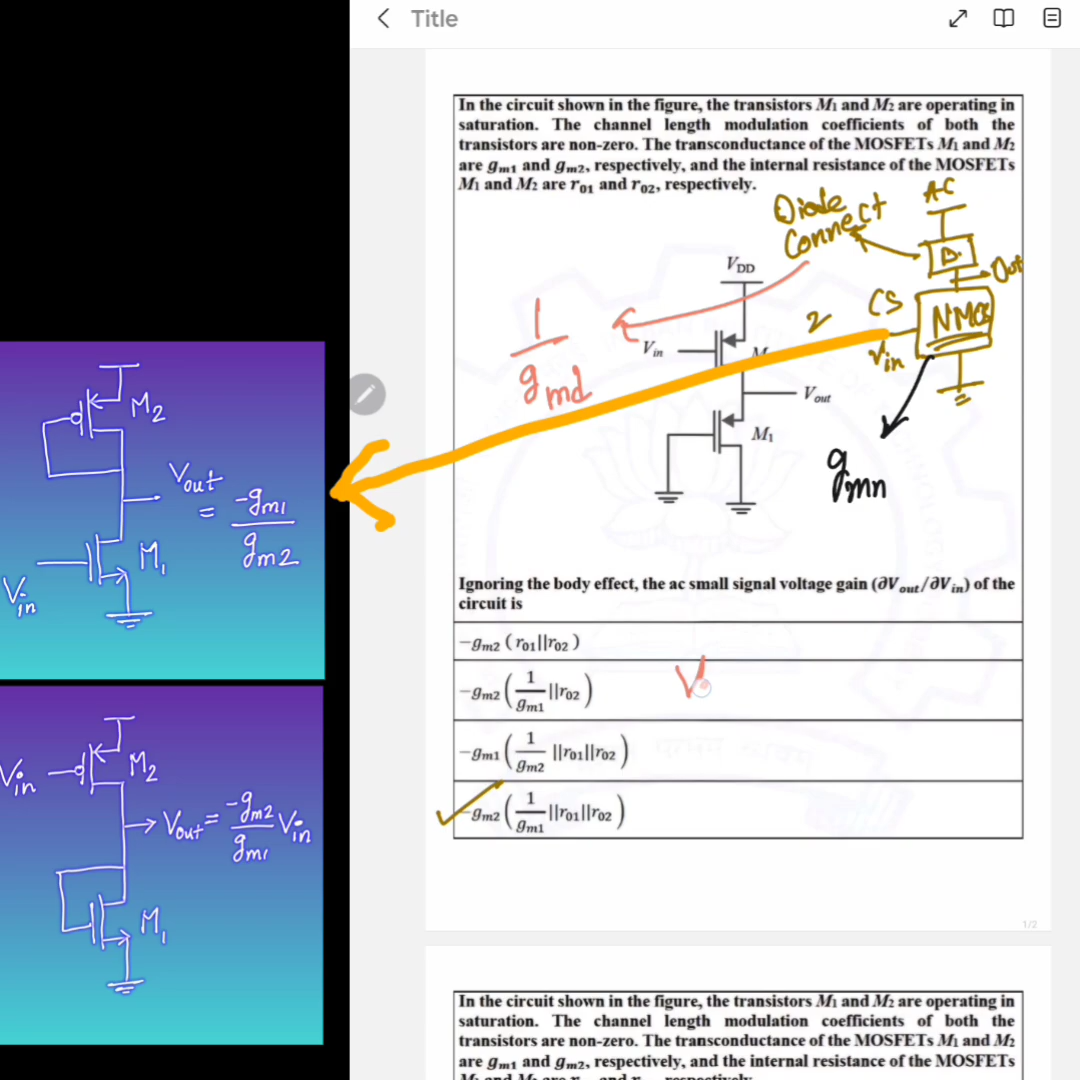 Title
In the circuit shown in the figure, the transistors M₁ and M₂ are operating in
saturation. The channel length modulation coefficients of both the
transistors are non-zero. The transconductance of the MOSFETs M₁ and M₂
are gₘ₁ and gₘ₂, respectively, and the internal resistance of the MOSFETs
M₁ and M₂ are r₀₁ and r₀₂, respectively.
Diode
Connect
AC
D
Out
CS
NMOS
Vin
2
gmn
1/gmd
V_DD
V_in
M
V_out
M₁
Ignoring the body effect, the ac small signal voltage gain (∂V_out/∂V_in) of the
circuit is
−gₘ₂ (r₀₁||r₀₂)
−gₘ₂ (1/gₘ₁ ||r₀₂)
V
−gₘ₁ (1/gₘ₂ ||r₀₁||r₀₂)
−gₘ₂ (1/gₘ₁ ||r₀₁||r₀₂)
1/2
In the circuit shown in the figure, the transistors M₁ and M₂ are operating in
saturation. The channel length modulation coefficients of both the
transistors are non-zero. The transconductance of the MOSFETs M₁ and M₂
are gₘ₁ and gₘ₂, respectively, and the internal resistance of the MOSFETs
M₂
Vout = -gm1/gm2
M₁
Vin
Vin
M₂
Vout = -gm2/gm1 Vin
M₁